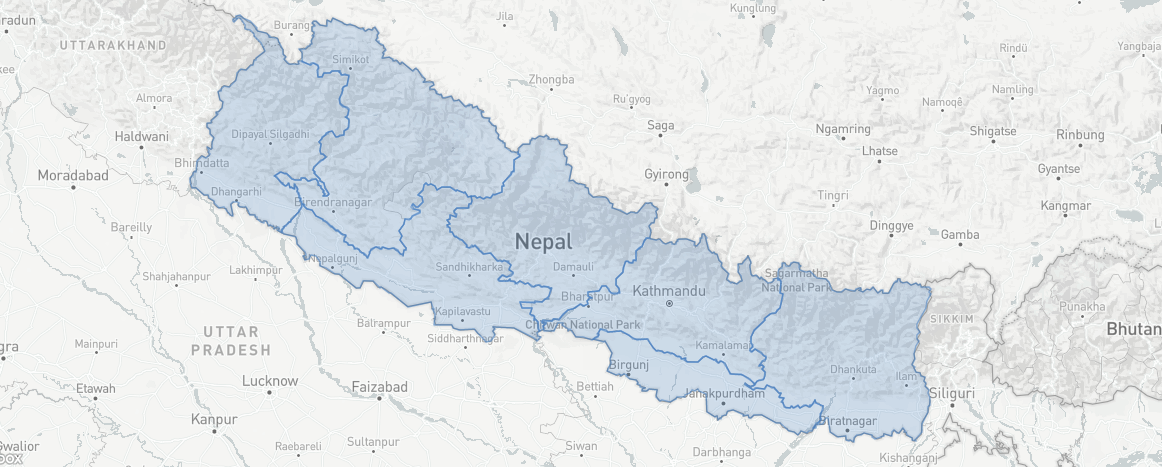 Kunglung
Jila
Burang
radun
UTTARAKHAND
Rindü
Yangbaja
Simikot
Zhongba
kee
Yagmo
Namling
Almora
Ru'gyog
Namoqê
Saga
Ngamring
Shigatse
Rinbung
Haldwani
Dipayal Silgadhi
Lhatse
Bhimdatta
Gyantse
Moradabad
Gyirong
Dhangarhi
Tingri
Birendranagar
Kangmar
Bareilly
Dinggye
Gamba
Nepal
Nepalgunj
Sandhikharka
Damauli
Lakhimpur
Sagarmatha
National Park
Shahjahanpur
Kathmandu
Bharatpur
Punakha
Kapilavastu
SIKKIM
Balrampur
Chitwan National Park
Bhutan
UTTAR
PRADESH
Siddharthnagar
Mainpuri
Kamalamai
gra
Birgunj
Dhankuta
Ilam
Lucknow
Etawah
Faizabad
Bettiah
Janakpurdham
Siliguri
Kanpur
Biratnagar
Sultanpur
Raebareli
Siwan
Gwalior
Darbhanga
Kishanganj
box